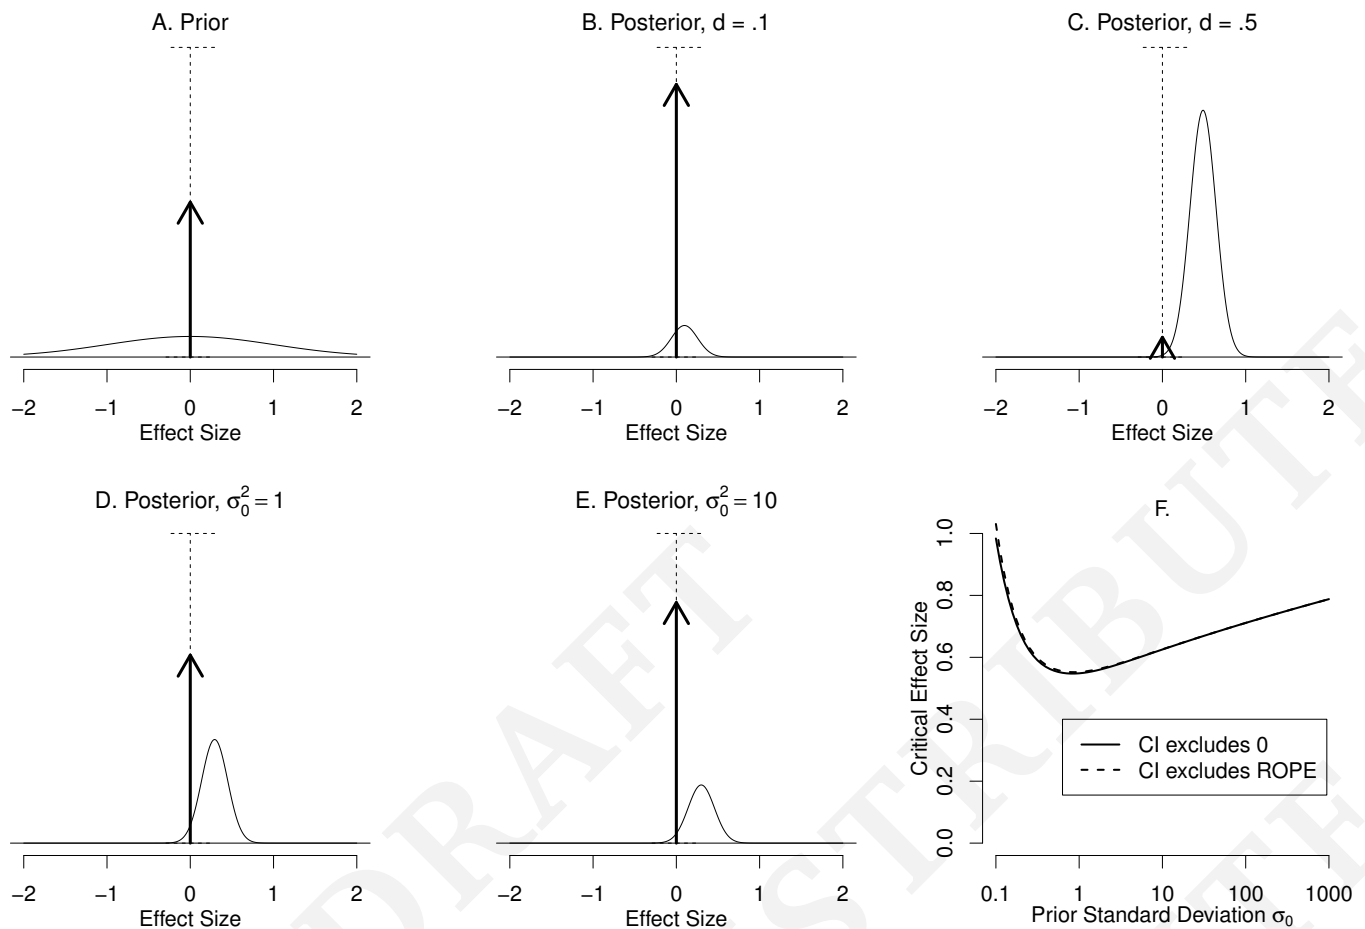 A. Prior
−2 −1 0 1 2
Effect Size
B. Posterior, d = .1
−2 −1 0 1 2
Effect Size
C. Posterior, d = .5
−2 −1 0 1 2
Effect Size
D. Posterior, σ₀² = 1
−2 −1 0 1 2
Effect Size
E. Posterior, σ₀² = 10
−2 −1 0 1 2
Effect Size
F.
Critical Effect Size
1.0
0.8
0.6
0.4
0.2
0.0
CI excludes 0
CI excludes ROPE
0.1 1 10 100 1000
Prior Standard Deviation σ₀
DRAFT